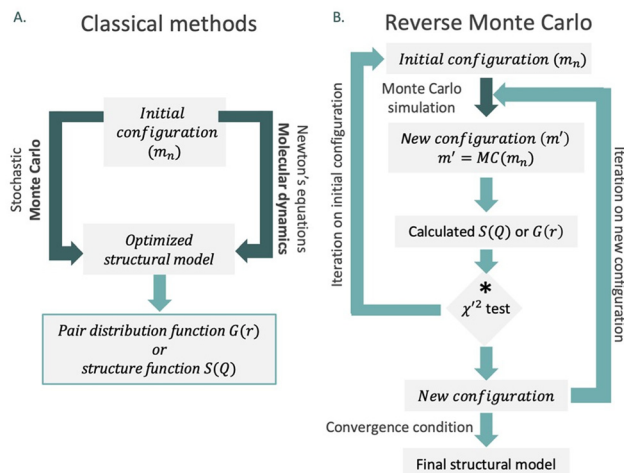 A.
Classical methods
Initial
configuration
(mₙ)
Stochastic
Monte Carlo
Newton's equations
Molecular dynamics
Optimized
structural model
Pair distribution function G(r)
or
structure function S(Q)
B.
Reverse Monte Carlo
Initial configuration (mₙ)
Monte Carlo
simulation
New configuration (m′)
m′ = MC(mₙ)
Calculated S(Q) or G(r)
*
χ′² test
New configuration
Convergence condition
Final structural model
Iteration on initial configuration
Iteration on new configuration